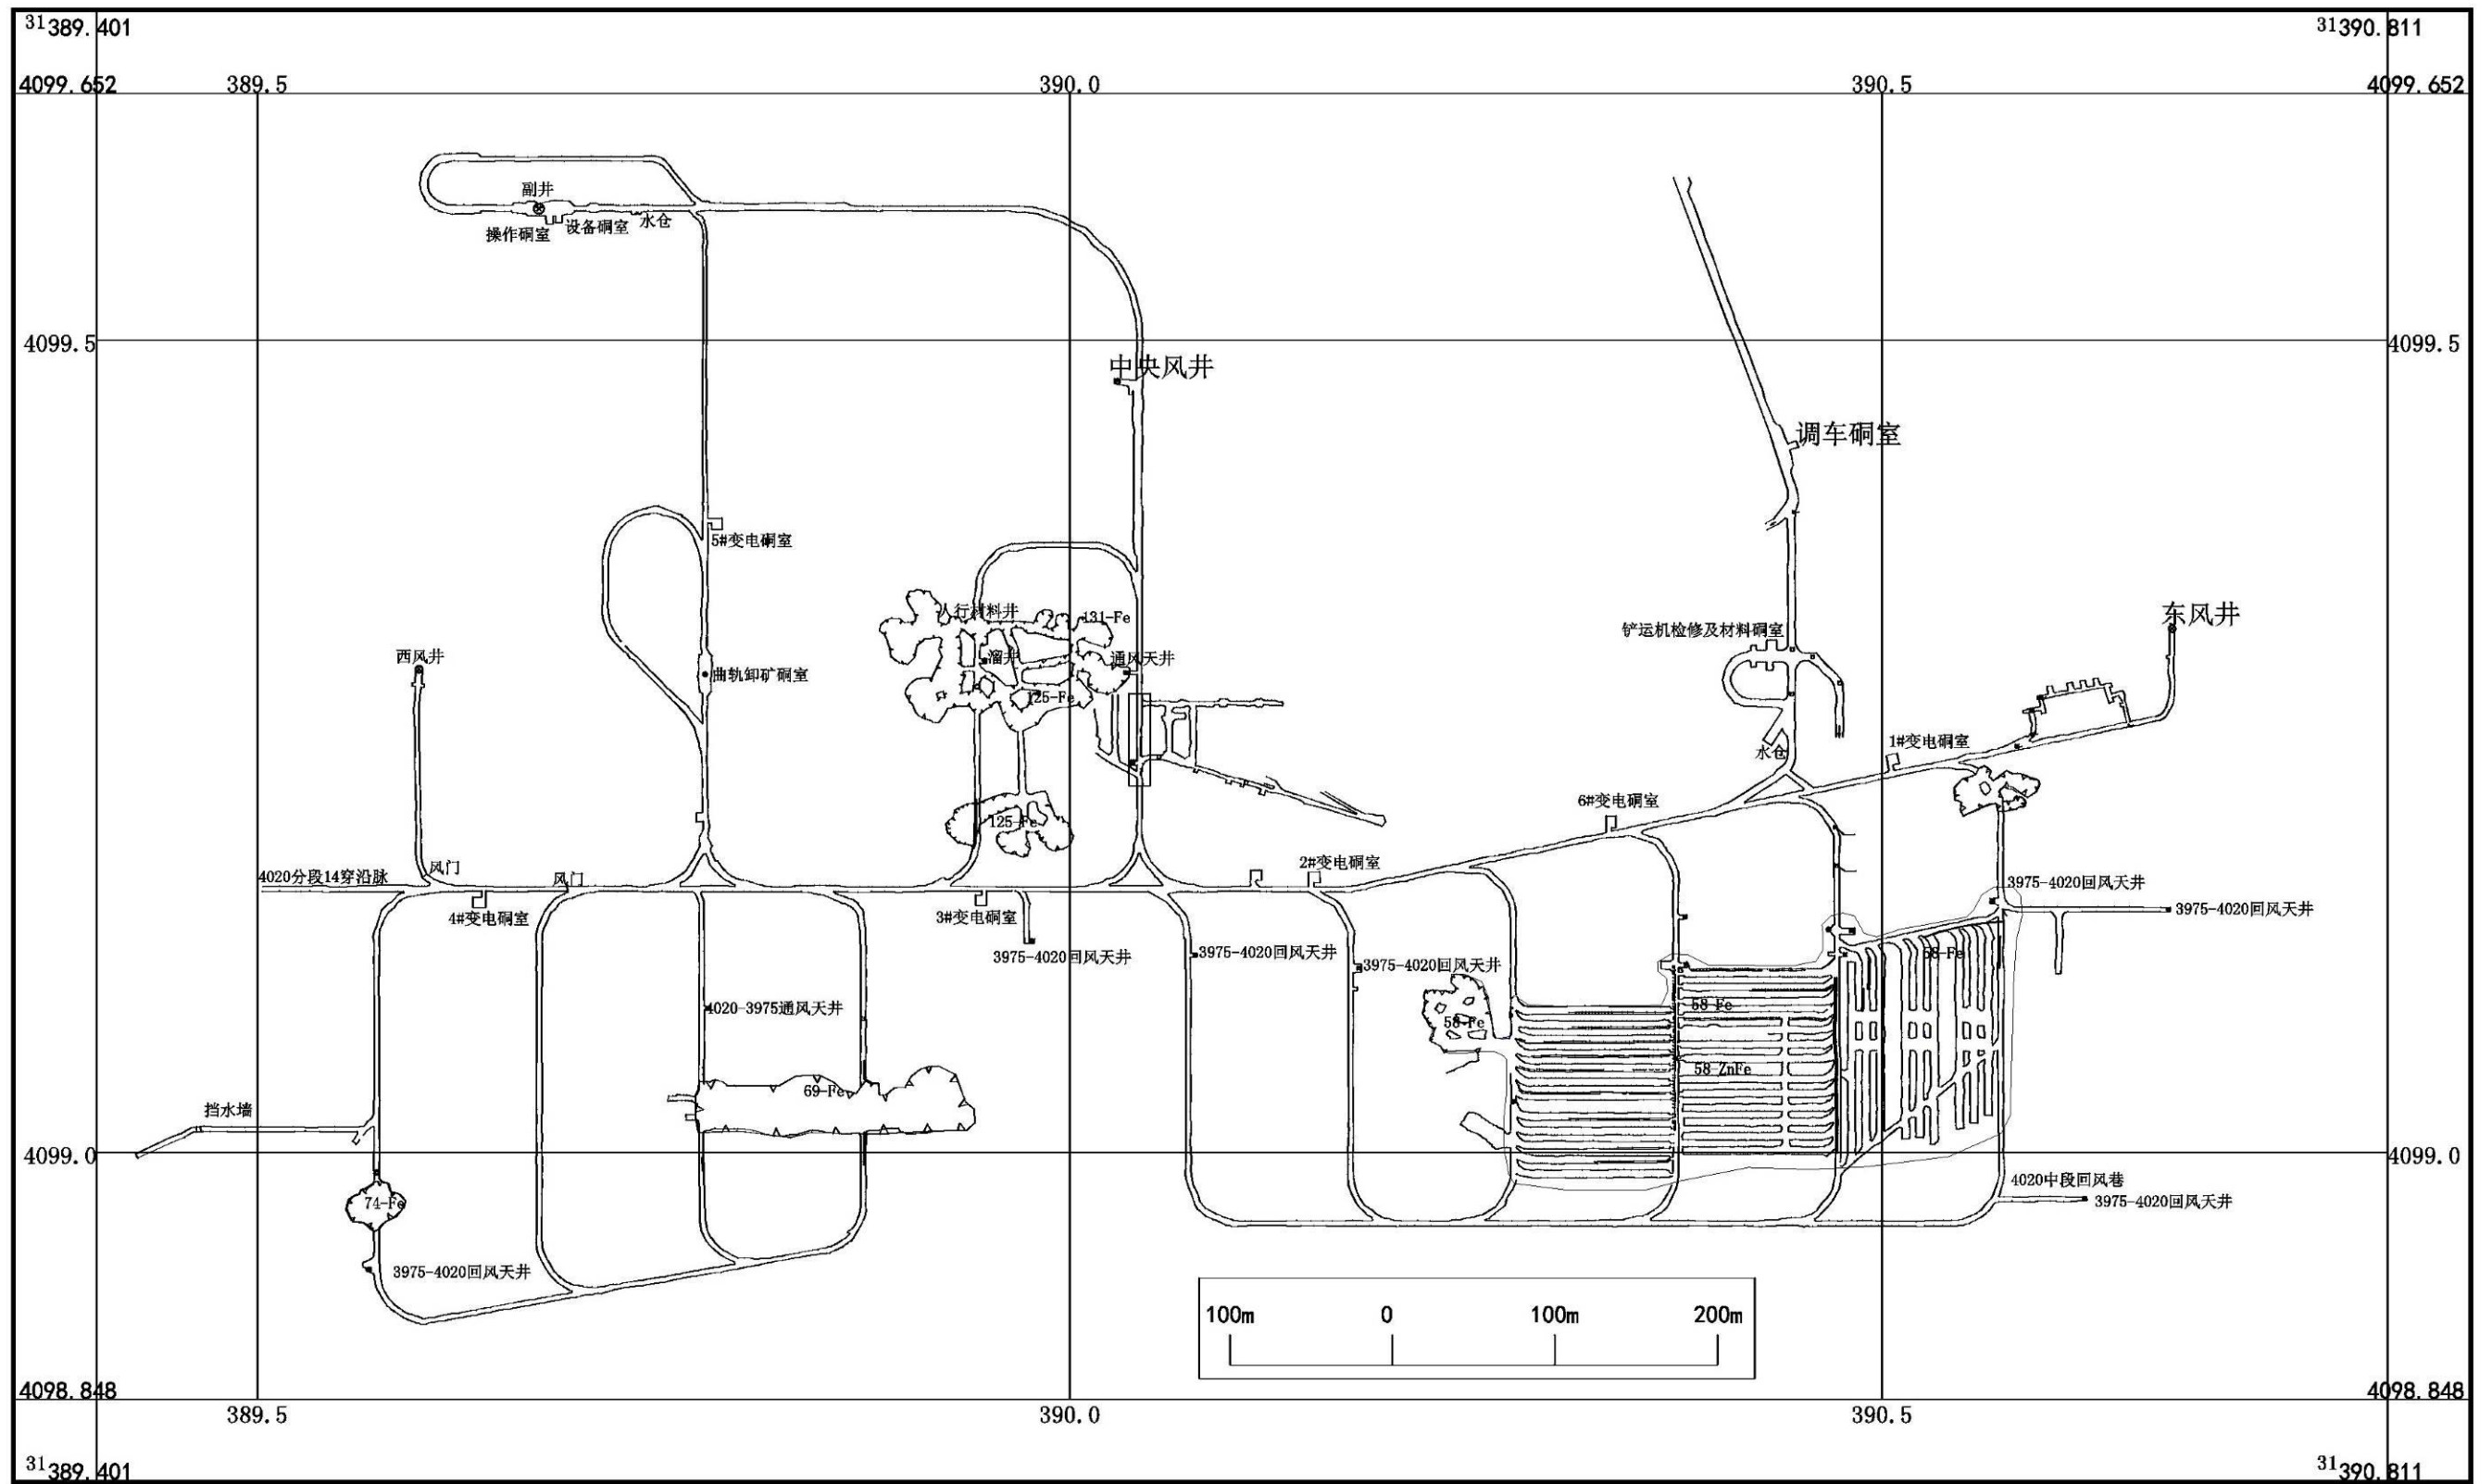 31389.401
31390.811
4099.652
389.5
390.0
390.5
4099.652
副井
操作硐室
设备硐室
水仓
4099.5
4099.5
中央风井
调车硐室
5#变电硐室
人行材料井
131-Fe
东风井
铲运机检修及材料硐室
西风井
溜井
通风天井
曲轨卸矿硐室
125-Fe
1#变电硐室
水仓
6#变电硐室
125-Fe
2#变电硐室
4020分段14穿沿脉
风门
风门
3975-4020回风天井
4#变电硐室
3#变电硐室
3975-4020回风天井
3975-4020回风天井
3975-4020回风天井
3975-4020回风天井
58-Fe
4020-3975通风天井
58-Fe
58-Fe
58-ZnFe
69-Fe
挡水墙
4099.0
4099.0
4020中段回风巷
74-Fe
3975-4020回风天井
3975-4020回风天井
100m
0
100m
200m
4098.848
4098.848
389.5
390.0
390.5
31389.401
31390.811